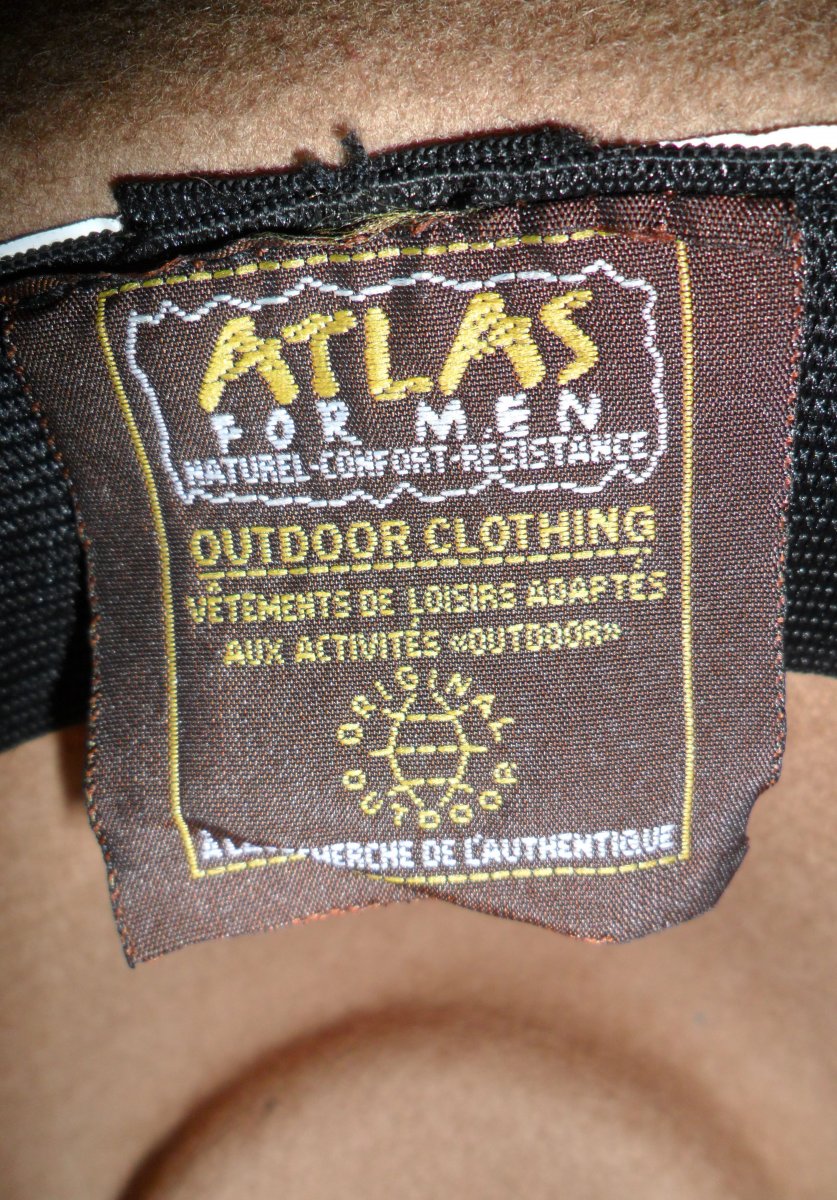 ATLAS
FOR MEN
NATUREL-CONFORT-RÉSISTANCE
OUTDOOR CLOTHING
VÊTEMENTS DE LOISIRS ADAPTÉS
AUX ACTIVITÉS «OUTDOOR»
ORIGINAL
OUTDOOR
DE L'AUTHENTIQUE